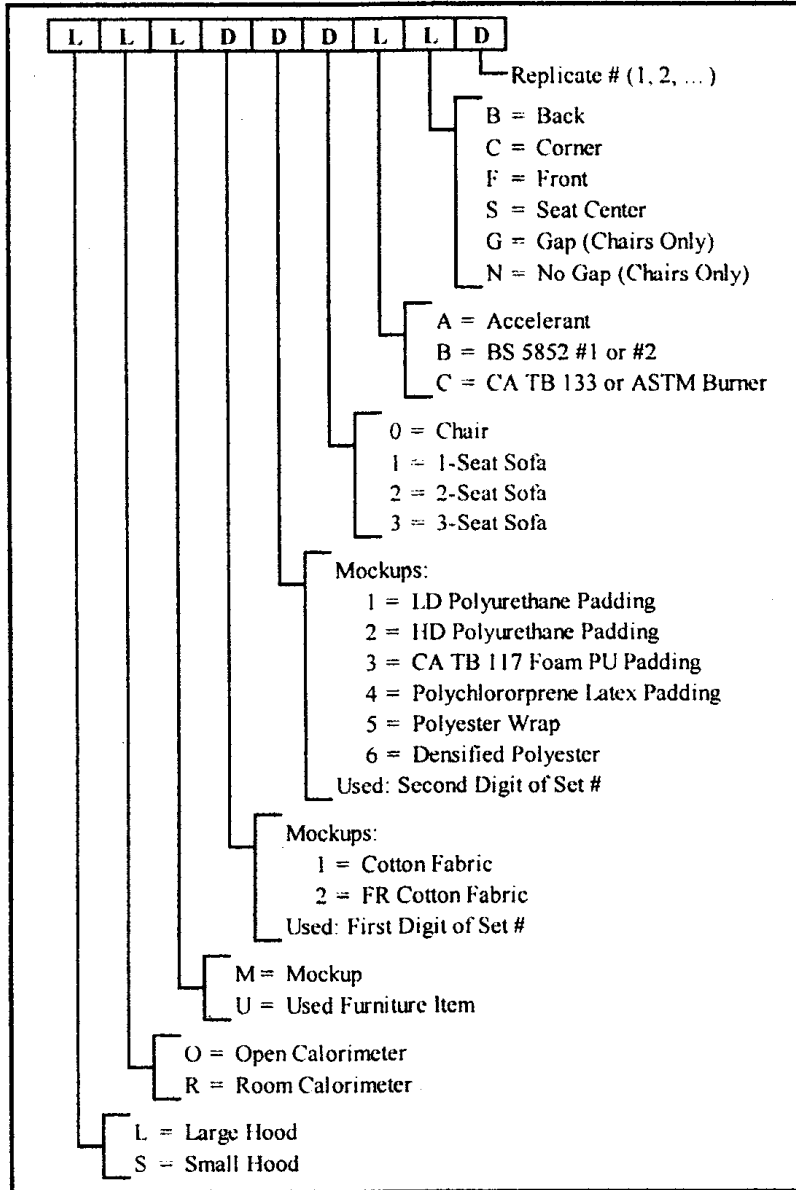 L L L D D D L L D
Replicate # (1, 2, ... )
B = Back
C = Corner
F = Front
S = Seat Center
G = Gap (Chairs Only)
N = No Gap (Chairs Only)
A = Accelerant
B = BS 5852 #1 or #2
C = CA TB 133 or ASTM Burner
0 = Chair
1 = 1-Seat Sofa
2 = 2-Seat Sofa
3 = 3-Seat Sofa
Mockups:
1 = LD Polyurethane Padding
2 = HD Polyurethane Padding
3 = CA TB 117 Foam PU Padding
4 = Polychlororprene Latex Padding
5 = Polyester Wrap
6 = Densified Polyester
Used: Second Digit of Set #
Mockups:
1 = Cotton Fabric
2 = FR Cotton Fabric
Used: First Digit of Set #
M = Mockup
U = Used Furniture Item
O = Open Calorimeter
R = Room Calorimeter
L = Large Hood
S = Small Hood